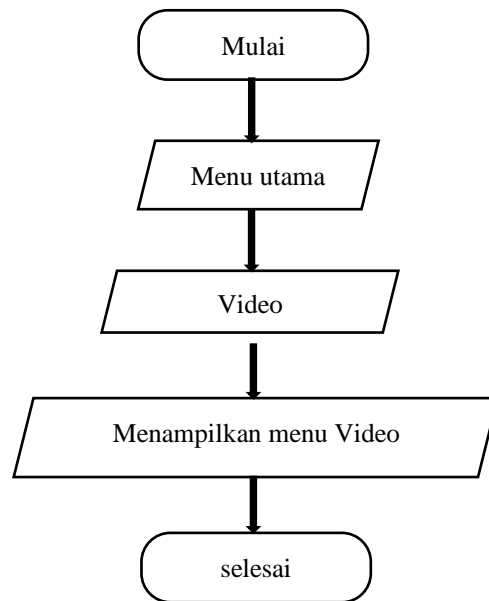 Mulai
Menu utama
Video
Menampilkan menu Video
selesai